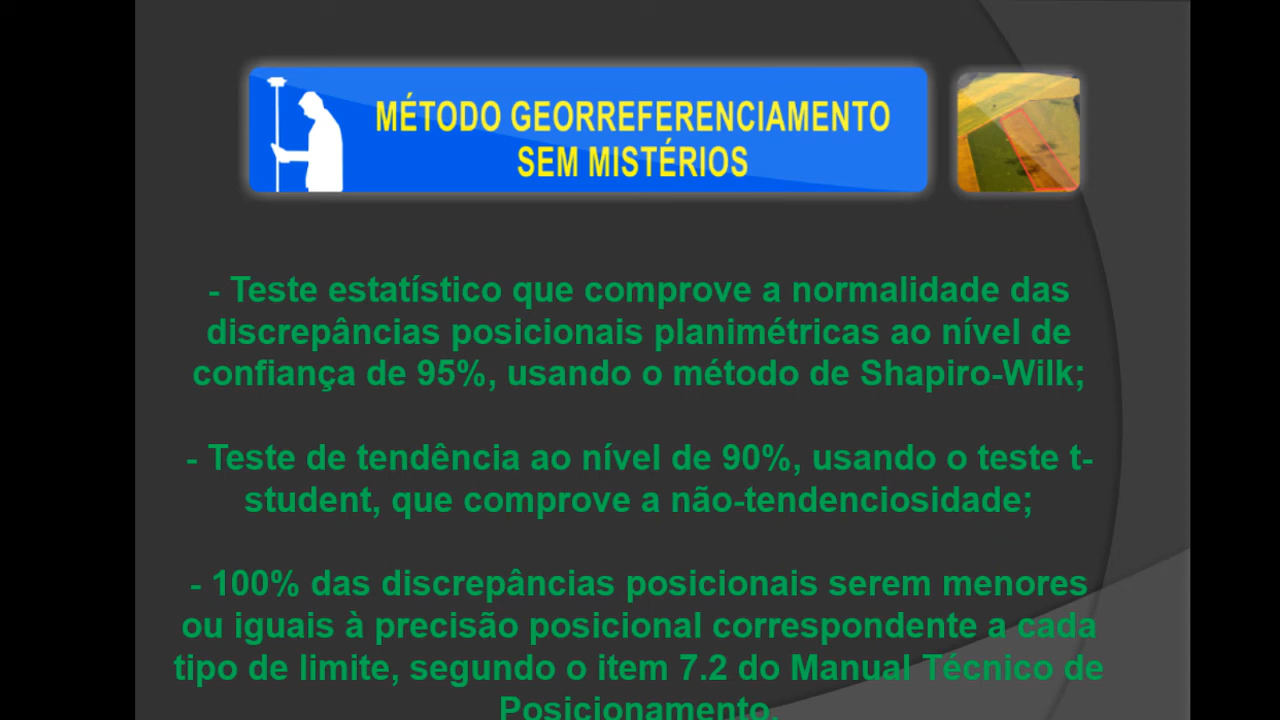 MÉTODO GEORREFERENCIAMENTO
SEM MISTÉRIOS
- Teste estatístico que comprove a normalidade das
discrepâncias posicionais planimétricas ao nível de
confiança de 95%, usando o método de Shapiro-Wilk;
- Teste de tendência ao nível de 90%, usando o teste t-
student, que comprove a não-tendenciosidade;
- 100% das discrepâncias posicionais serem menores
ou iguais à precisão posicional correspondente a cada
tipo de limite, segundo o item 7.2 do Manual Técnico de
Posicionamento.